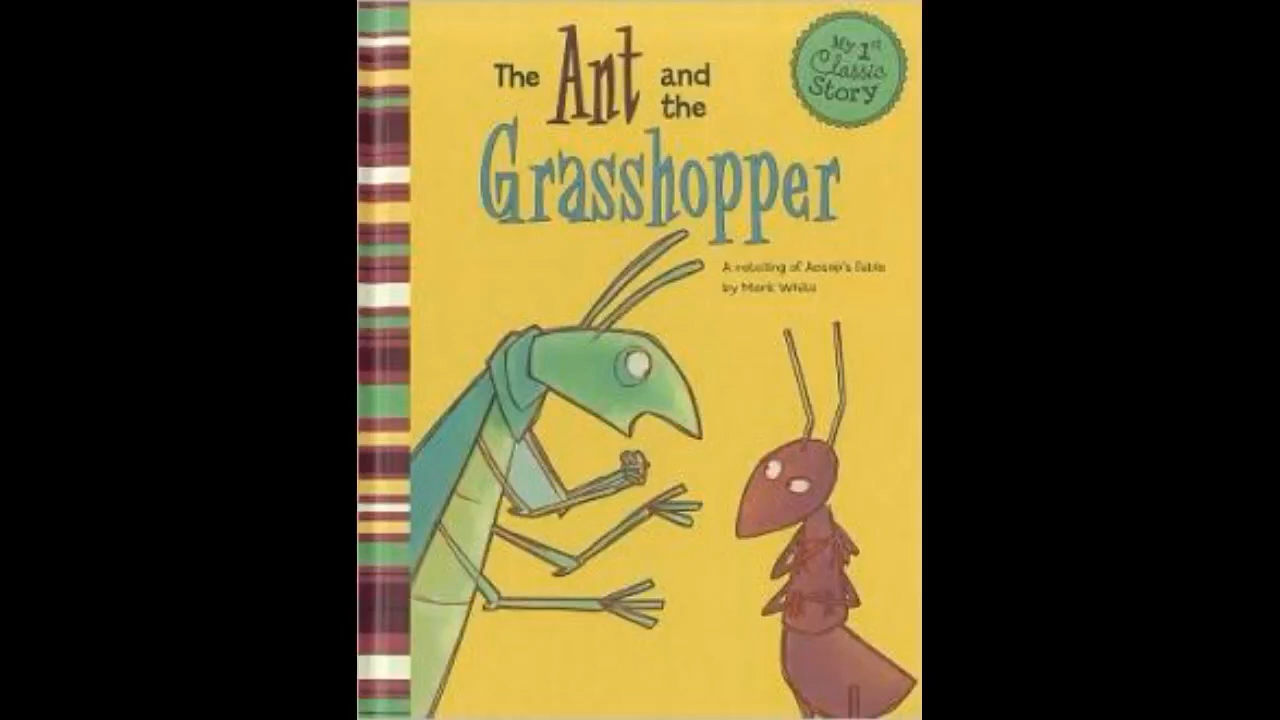 The Ant and
the
Grasshopper
My 1st
Classic
Story
A retelling of Aesop's fable
by Mark White